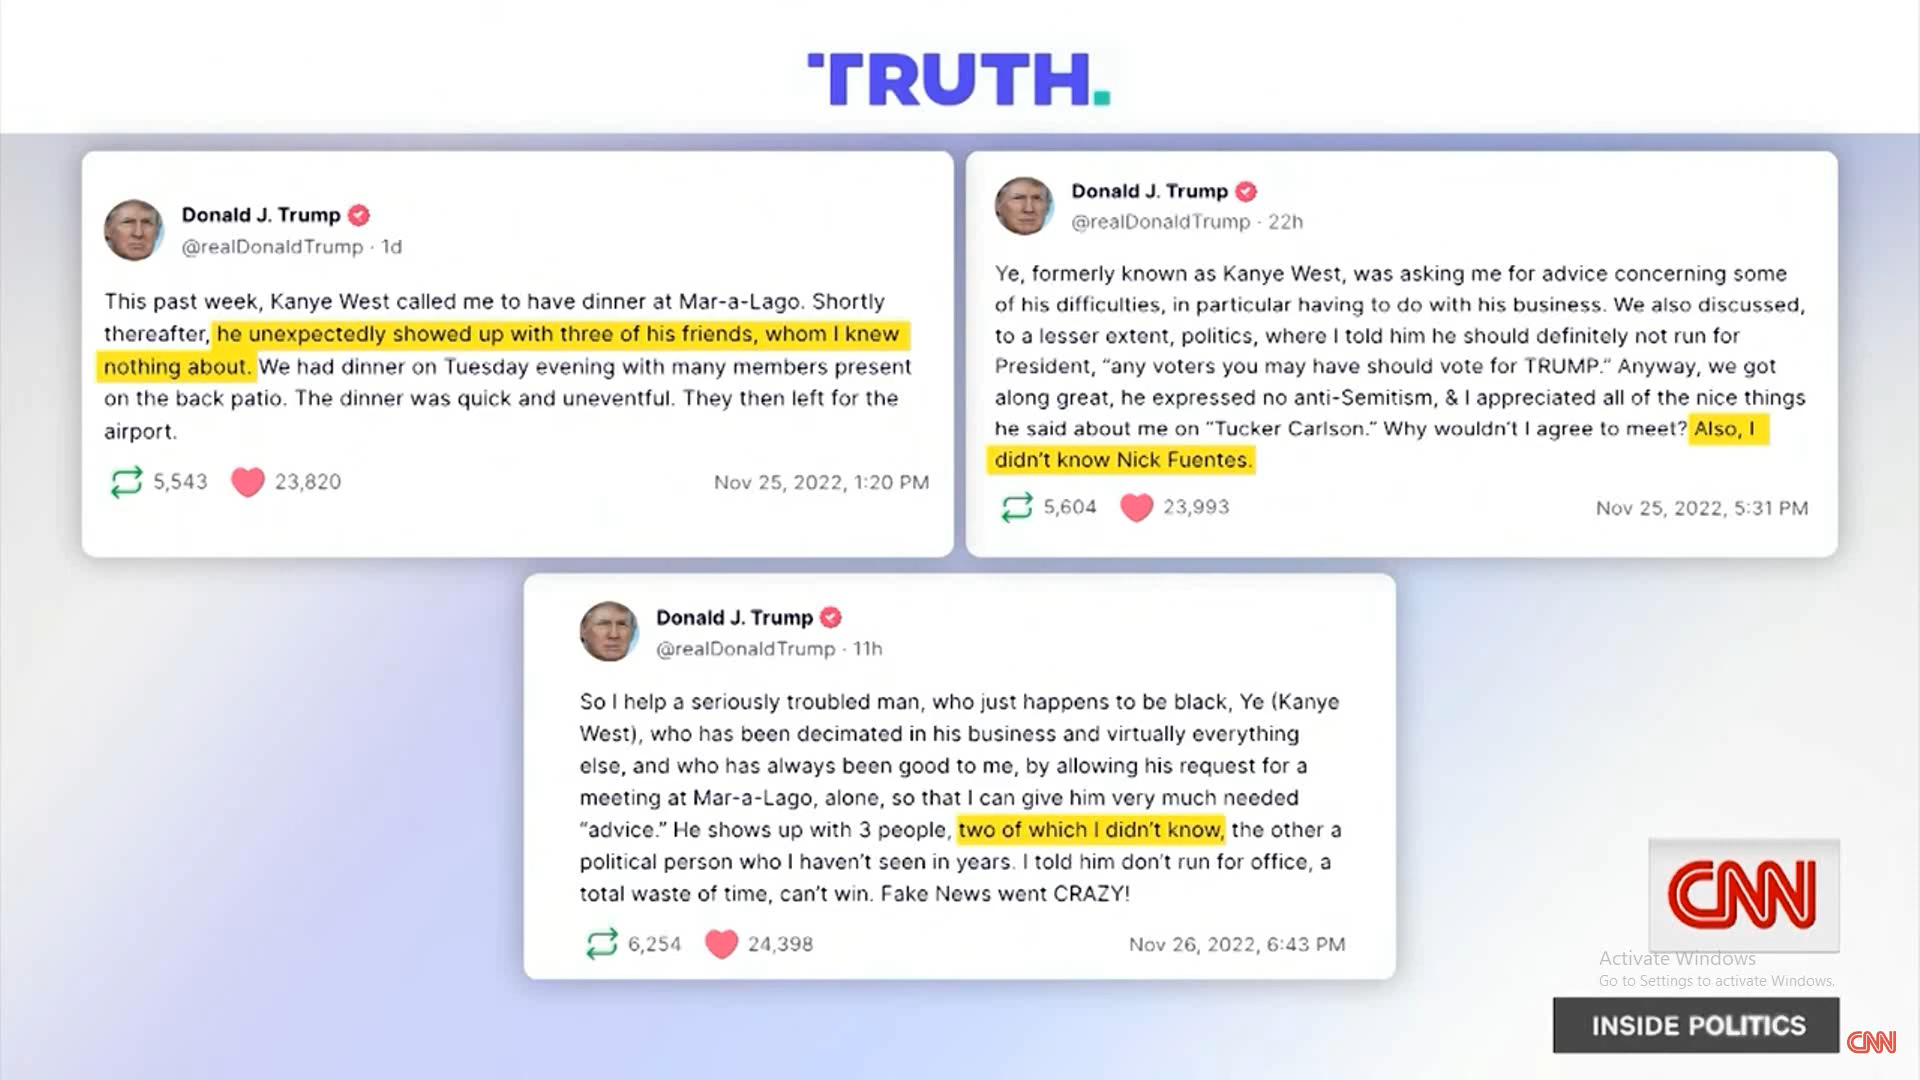 TRUTH.
Donald J. Trump
@realDonaldTrump · 1d
This past week, Kanye West called me to have dinner at Mar-a-Lago. Shortly
thereafter, he unexpectedly showed up with three of his friends, whom I knew
nothing about. We had dinner on Tuesday evening with many members present
on the back patio. The dinner was quick and uneventful. They then left for the
airport.
5,543 23,820 Nov 25, 2022, 1:20 PM
Donald J. Trump
@realDonaldTrump · 22h
Ye, formerly known as Kanye West, was asking me for advice concerning some
of his difficulties, in particular having to do with his business. We also discussed,
to a lesser extent, politics, where I told him he should definitely not run for
President, “any voters you may have should vote for TRUMP.” Anyway, we got
along great, he expressed no anti-Semitism, & I appreciated all of the nice things
he said about me on “Tucker Carlson.” Why wouldn’t I agree to meet? Also, I
didn’t know Nick Fuentes.
5,604 23,993 Nov 25, 2022, 5:31 PM
Donald J. Trump
@realDonaldTrump · 11h
So I help a seriously troubled man, who just happens to be black, Ye (Kanye
West), who has been decimated in his business and virtually everything
else, and who has always been good to me, by allowing his request for a
meeting at Mar-a-Lago, alone, so that I can give him very much needed
“advice.” He shows up with 3 people, two of which I didn’t know, the other a
political person who I haven’t seen in years. I told him don’t run for office, a
total waste of time, can’t win. Fake News went CRAZY!
6,254 24,398 Nov 26, 2022, 6:43 PM
CNN
Activate Windows
Go to Settings to activate Windows.
INSIDE POLITICS
CNN